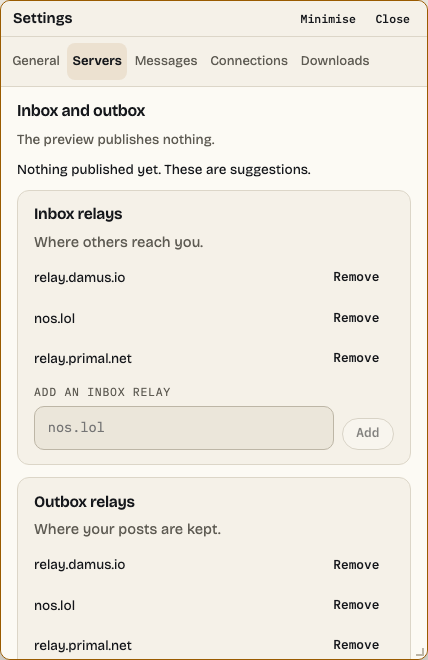 Settings Minimise Close
General Servers Messages Connections Downloads
Inbox and outbox
The preview publishes nothing.
Nothing published yet. These are suggestions.
Inbox relays
Where others reach you.
relay.damus.io Remove
nos.lol Remove
relay.primal.net Remove
ADD AN INBOX RELAY
nos.lol Add
Outbox relays
Where your posts are kept.
relay.damus.io Remove
nos.lol Remove
relay.primal.net Remove